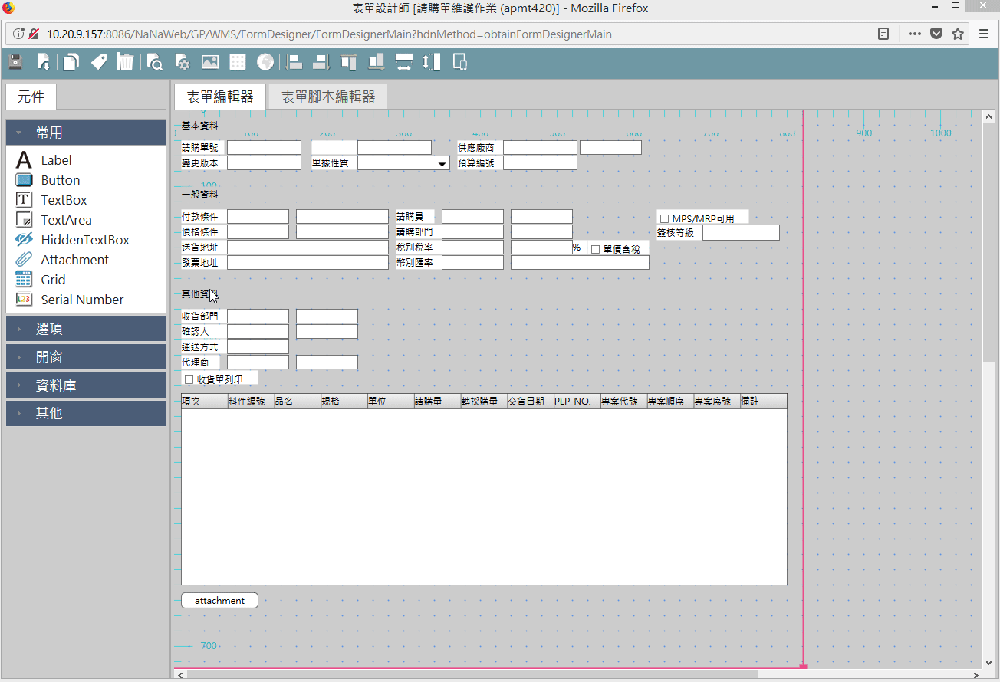 表單設計師 [請購單維護作業 (apmt420)] - Mozilla Firefox
10.20.9.157:8086/NaNaWeb/GP/WMS/FormDesigner/FormDesignerMain?hdnMethod=obtainFormDesignerMain
元件
表單編輯器 表單腳本編輯器
常用
Label
Button
TextBox
TextArea
HiddenTextBox
Attachment
Grid
123 Serial Number
選項
開窗
資料庫
其他
0
基本資料
0 100 200 300 400 500 600 700 800 900 1000
請購單號 供應廠商
變更版本 單據性質 預算編號
100
一般資料
付款條件 請購員 MPS/MRP可用
價格條件 請購部門 簽核等級
送貨地址 稅別稅率 % 單價含稅
發票地址 幣別匯率
其他資料
收貨部門
確認人
運送方式
代理商
收貨單列印
項次 料件編號 品名 規格 單位 請購量 轉採購量 交貨日期 PLP-NO. 專案代號 專案順序 專案序號 備註
attachment
700